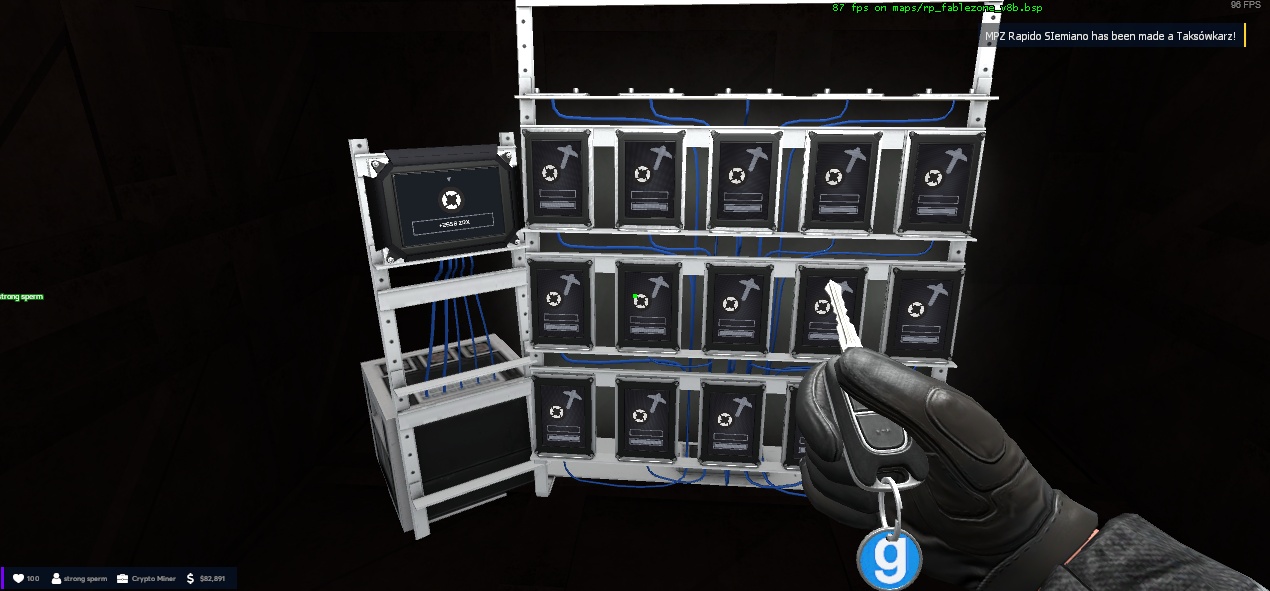 87 fps on maps/rp_fablezone_v8b.bsp
96 FPS
MPZ Rapido SIemiano has been made a Taksówkarz!
strong sperm
g
100
strong sperm
Crypto Miner
$ $82,891